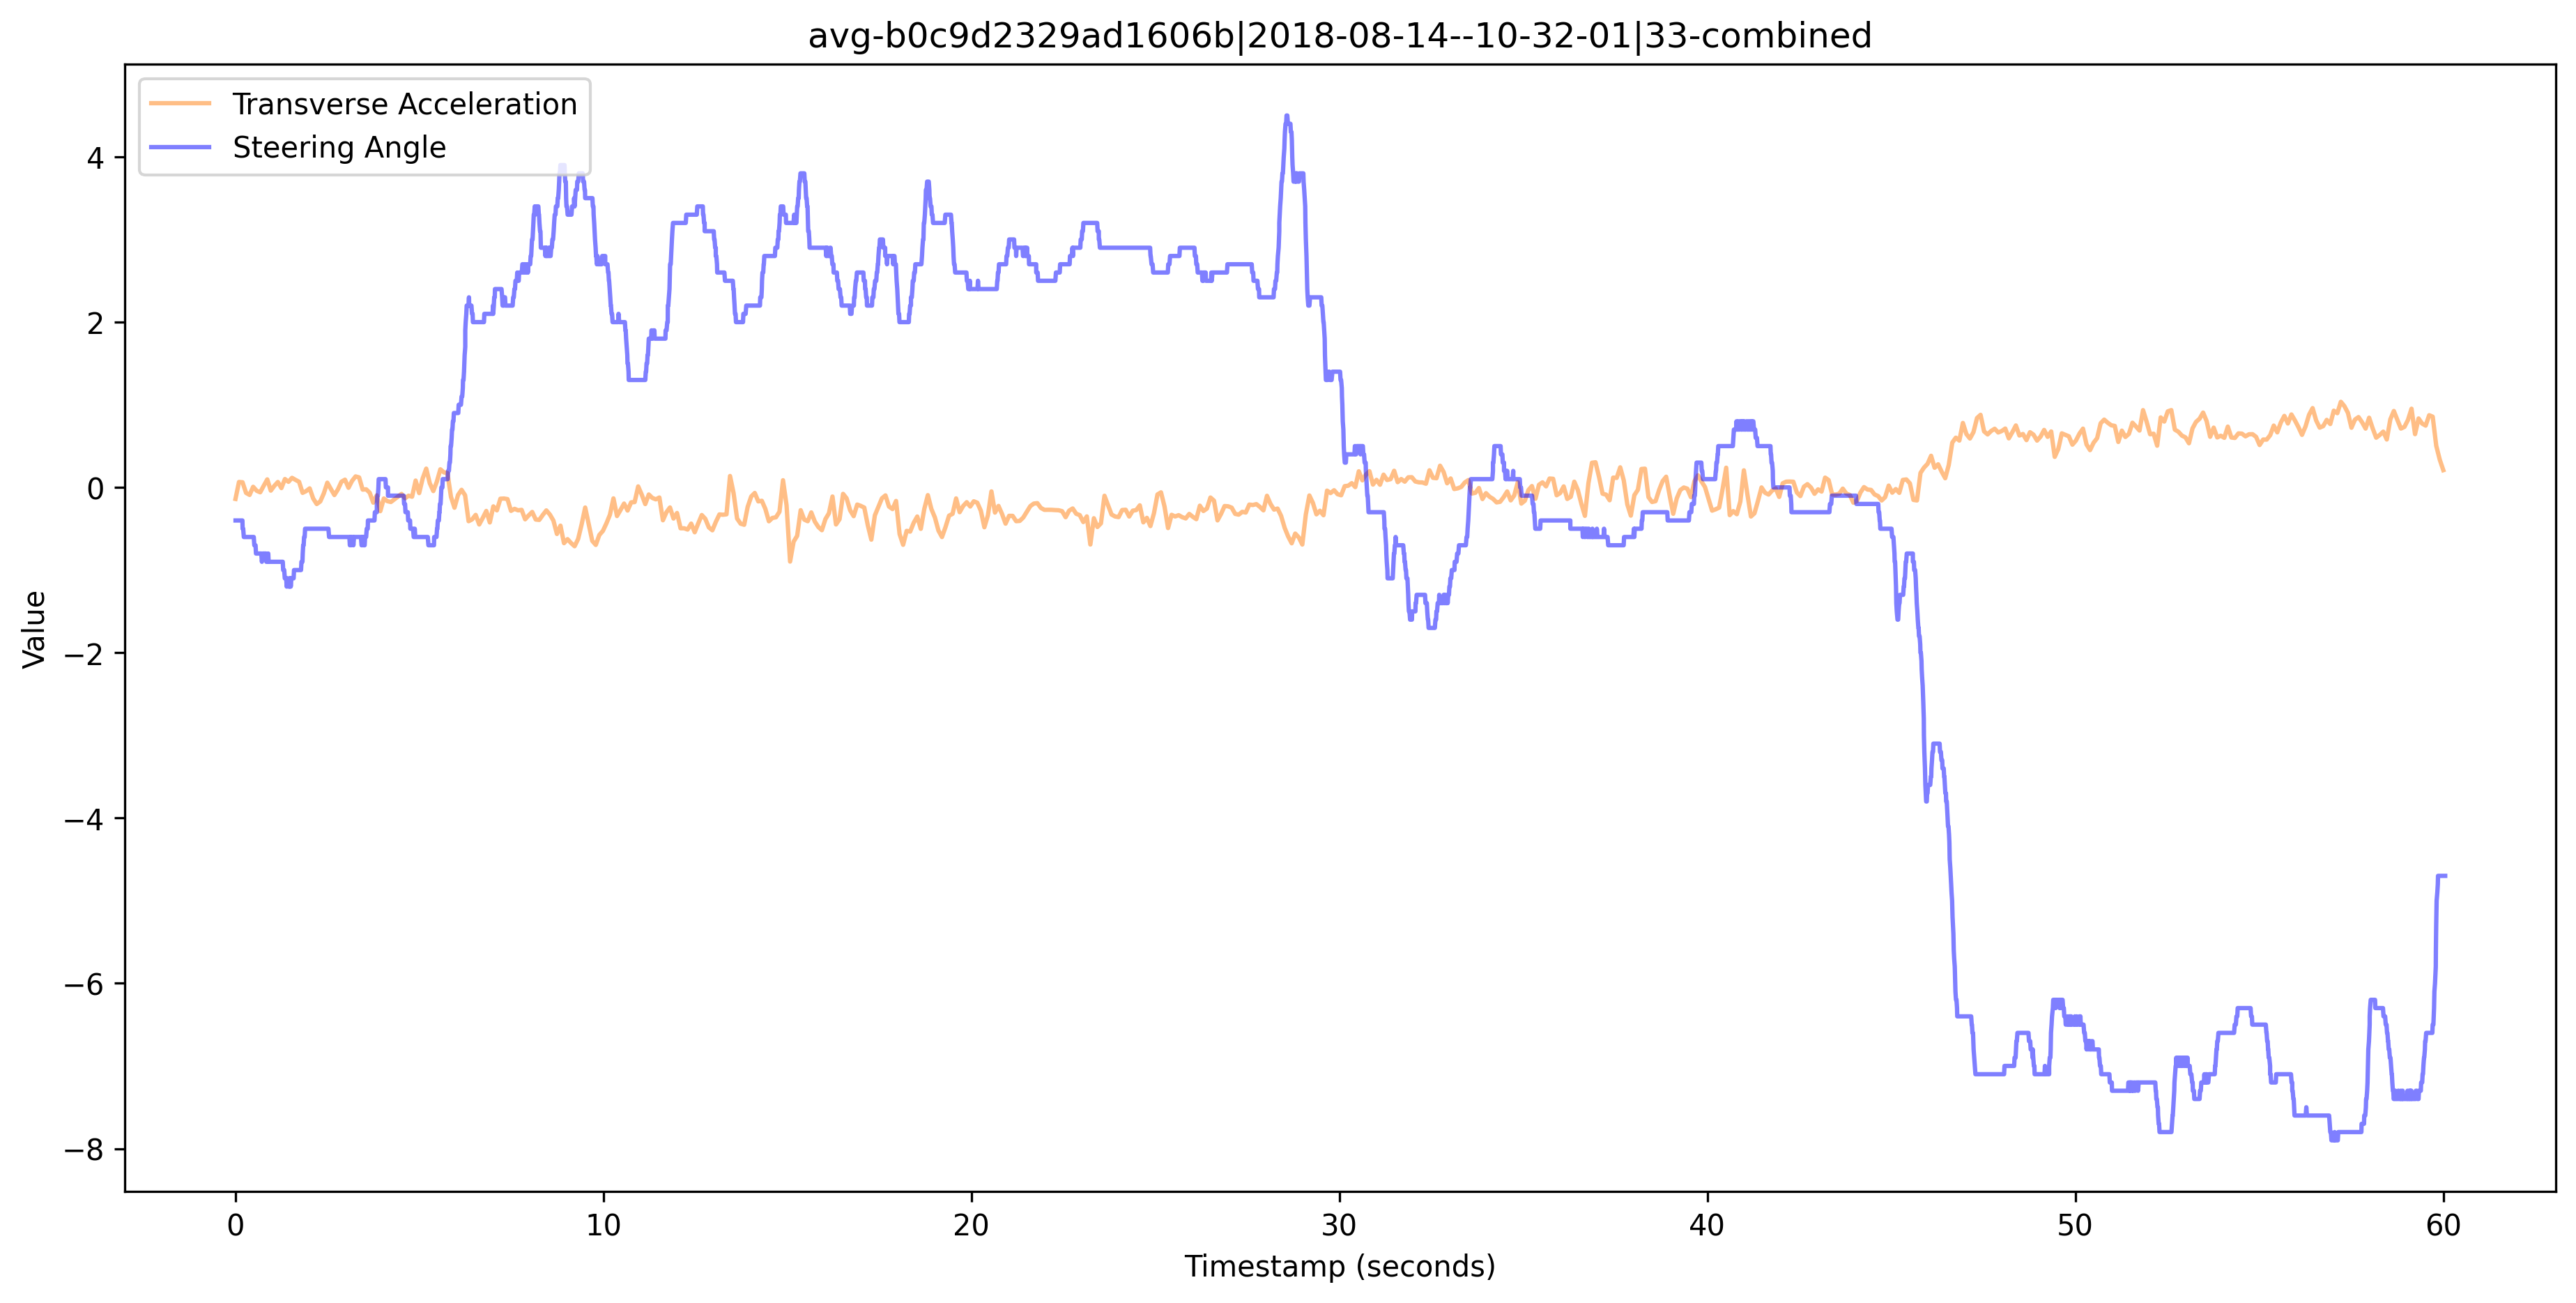 avg-b0c9d2329ad1606b|2018-08-14--10-32-01|33-combined
Transverse Acceleration
Steering Angle
4
2
0
−2
−4
−6
−8
Value
0 10 20 30 40 50 60
Timestamp (seconds)